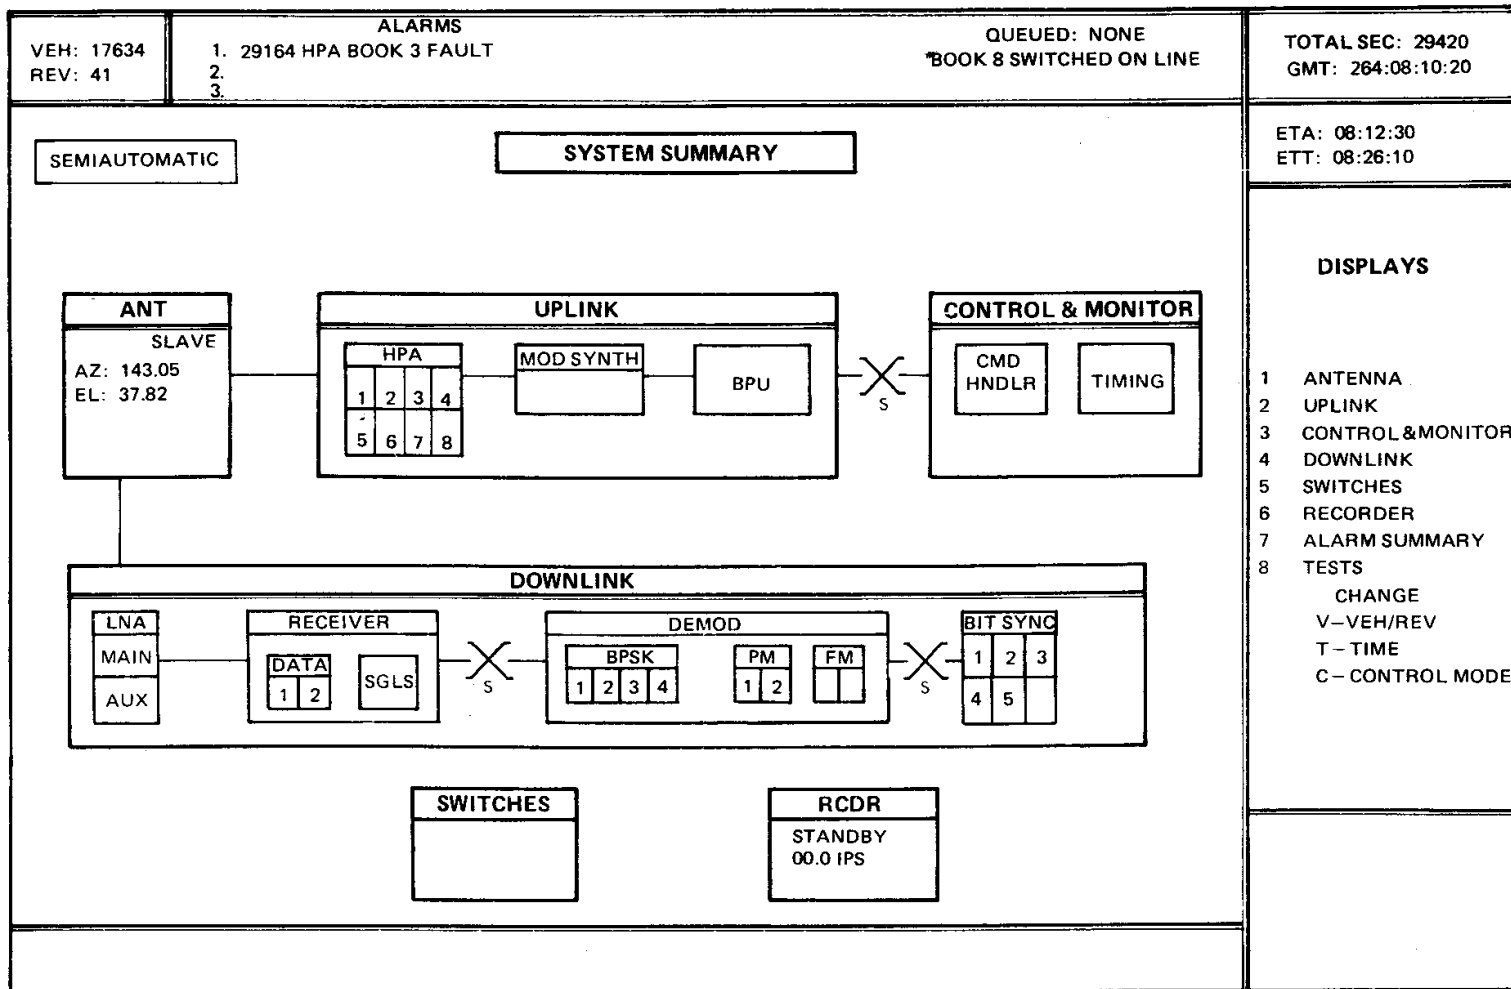 VEH: 17634
REV: 41
ALARMS
1. 29164 HPA BOOK 3 FAULT
2.
3.
QUEUED: NONE
*BOOK 8 SWITCHED ON LINE
TOTAL SEC: 29420
GMT: 264:08:10:20
ETA: 08:12:30
ETT: 08:26:10
SEMIAUTOMATIC
SYSTEM SUMMARY
ANT
SLAVE
AZ: 143.05
EL: 37.82
UPLINK
HPA
1 2 3 4
5 6 7 8
MOD SYNTH
BPU
S
CONTROL & MONITOR
CMD
HNDLR
TIMING
DOWNLINK
LNA
MAIN
AUX
RECEIVER
DATA
1 2
SGLS
S
DEMOD
BPSK
1 2 3 4
PM
1 2
FM
S
BIT SYNC
1 2 3
4 5
SWITCHES
RCDR
STANDBY
00.0 IPS
DISPLAYS
1 ANTENNA
2 UPLINK
3 CONTROL&MONITOR
4 DOWNLINK
5 SWITCHES
6 RECORDER
7 ALARM SUMMARY
8 TESTS
CHANGE
V–VEH/REV
T–TIME
C–CONTROL MODE